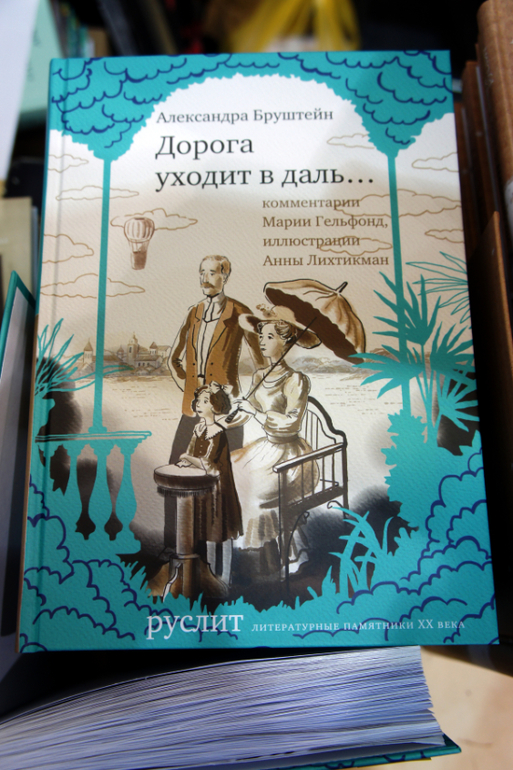 Александра Бруштейн
Дорога
уходит в даль...
комментарии
Марии Гельфонд,
иллюстрации
Анны Лихтикман
руслит литературные памятники XX века